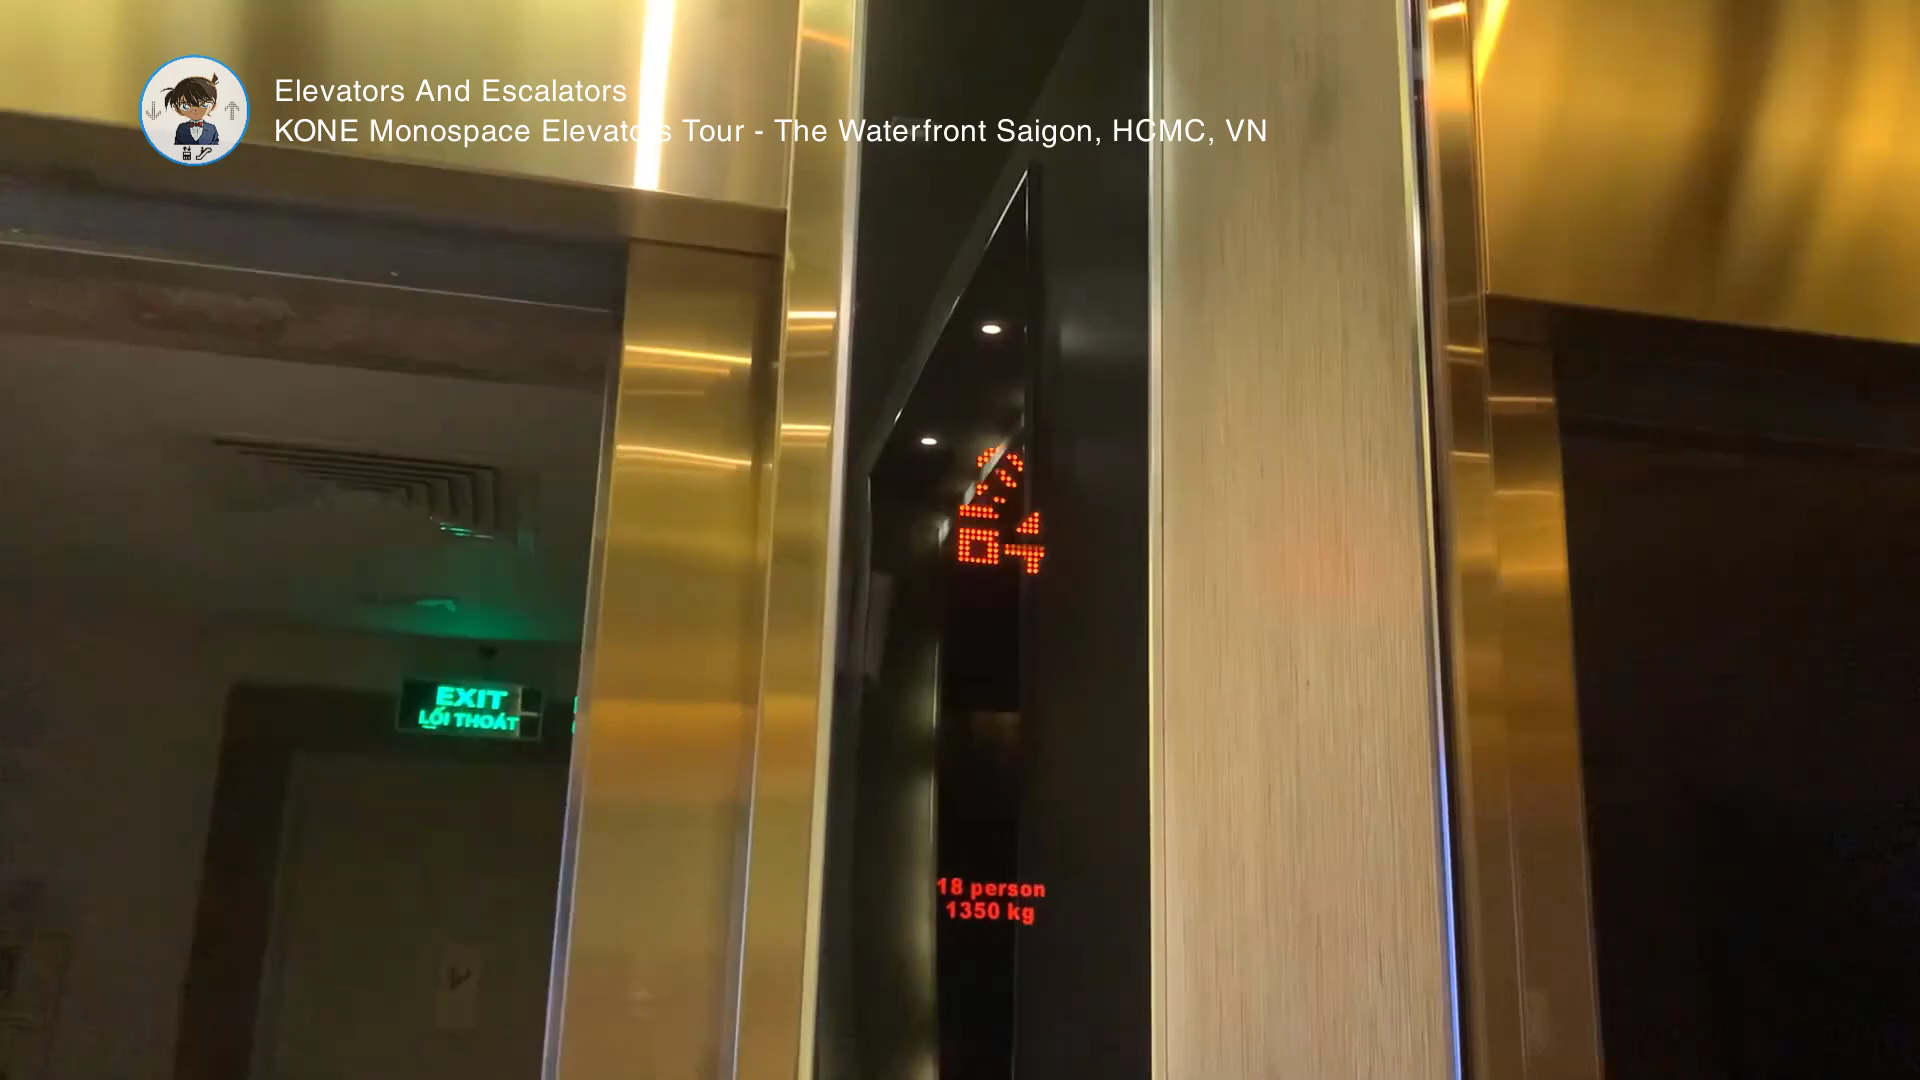 Elevators And Escalators
KONE Monospace Elevators Tour - The Waterfront Saigon, HCMC, VN
EXIT
LỐI THOÁT
18 person
1350 kg